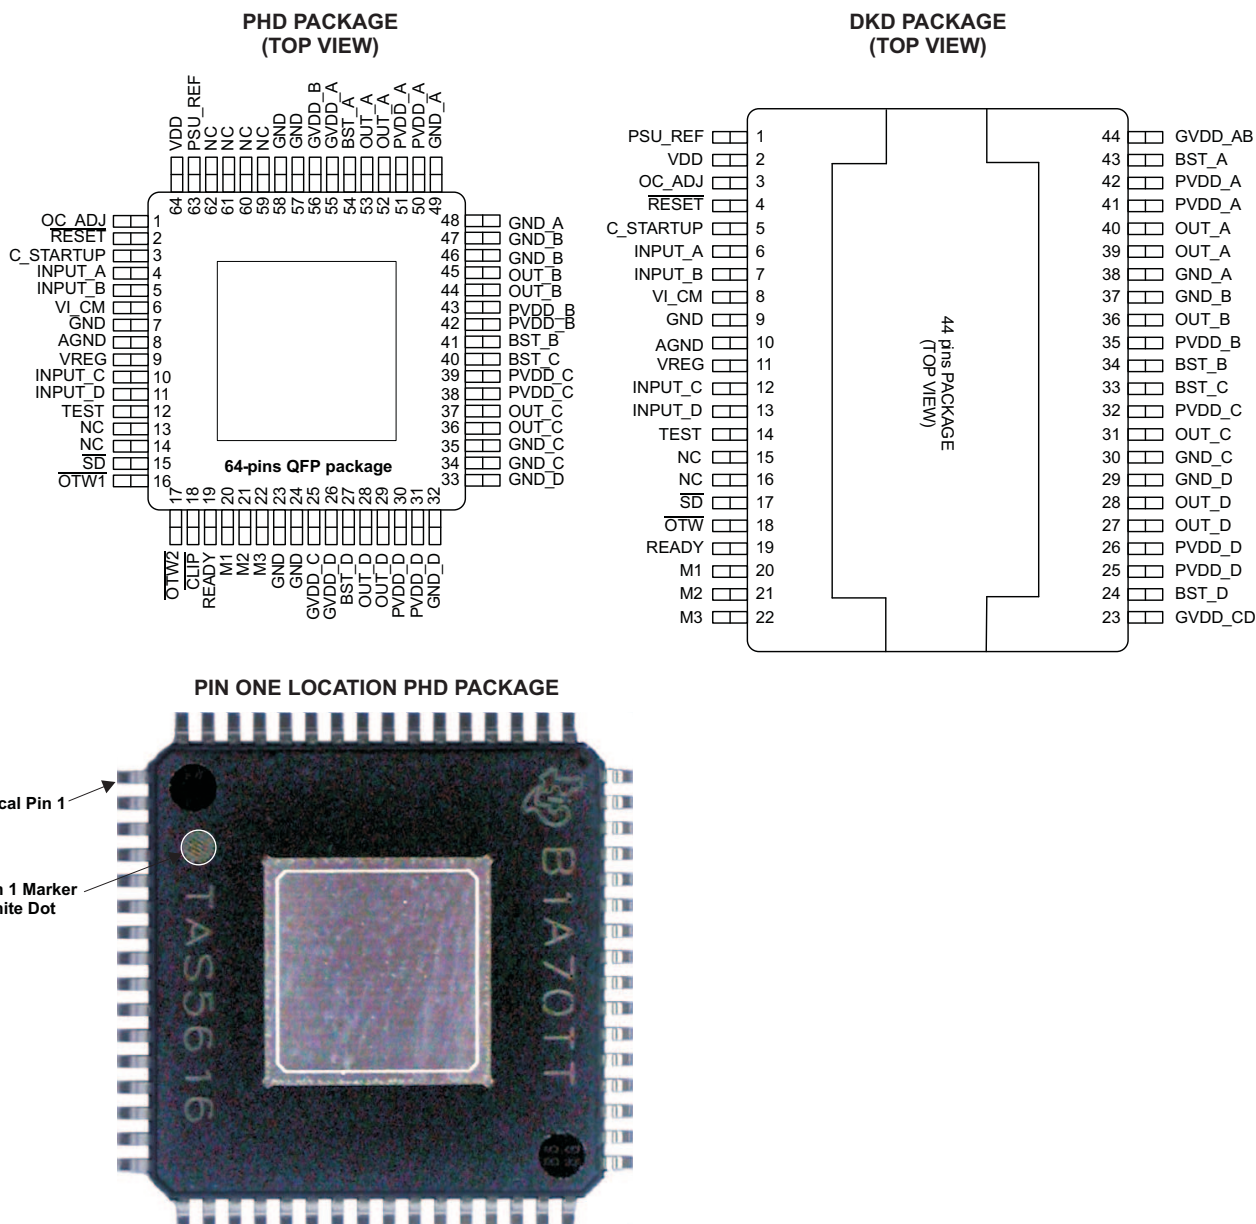 PHD PACKAGE
(TOP VIEW)
64 VDD
63 PSU_REF
62 NC
61 NC
60 NC
59 NC
58 GND
57 GND
56 GVDD_B
55 GVDD_A
54 BST_A
53 OUT_A
52 OUT_A
51 PVDD_A
50 PVDD_A
49 GND_A
OC_ADJ 1
RESET 2
C_STARTUP 3
INPUT_A 4
INPUT_B 5
VI_CM 6
GND 7
AGND 8
VREG 9
INPUT_C 10
INPUT_D 11
TEST 12
NC 13
NC 14
SD 15
OTW1 16
48 GND_A
47 GND_B
46 GND_B
45 OUT_B
44 OUT_B
43 PVDD_B
42 PVDD_B
41 BST_B
40 BST_C
39 PVDD_C
38 PVDD_C
37 OUT_C
36 OUT_C
35 GND_C
34 GND_C
33 GND_D
64-pins QFP package
17 OTW2
18 CLIP
19 READY
20 M1
21 M2
22 M3
23 GND
24 GND
25 GVDD_C
26 GVDD_D
27 BST_D
28 OUT_D
29 OUT_D
30 PVDD_D
31 PVDD_D
32 GND_D
DKD PACKAGE
(TOP VIEW)
PSU_REF 1
VDD 2
OC_ADJ 3
RESET 4
C_STARTUP 5
INPUT_A 6
INPUT_B 7
VI_CM 8
GND 9
AGND 10
VREG 11
INPUT_C 12
INPUT_D 13
TEST 14
NC 15
NC 16
SD 17
OTW 18
READY 19
M1 20
M2 21
M3 22
44 pins PACKAGE
(TOP VIEW)
44 GVDD_AB
43 BST_A
42 PVDD_A
41 PVDD_A
40 OUT_A
39 OUT_A
38 GND_A
37 GND_B
36 OUT_B
35 PVDD_B
34 BST_B
33 BST_C
32 PVDD_C
31 OUT_C
30 GND_C
29 GND_D
28 OUT_D
27 OUT_D
26 PVDD_D
25 PVDD_D
24 BST_D
23 GVDD_CD
PIN ONE LOCATION PHD PACKAGE
cal Pin 1
1 Marker
ite Dot
TAS5616
B1A70TT